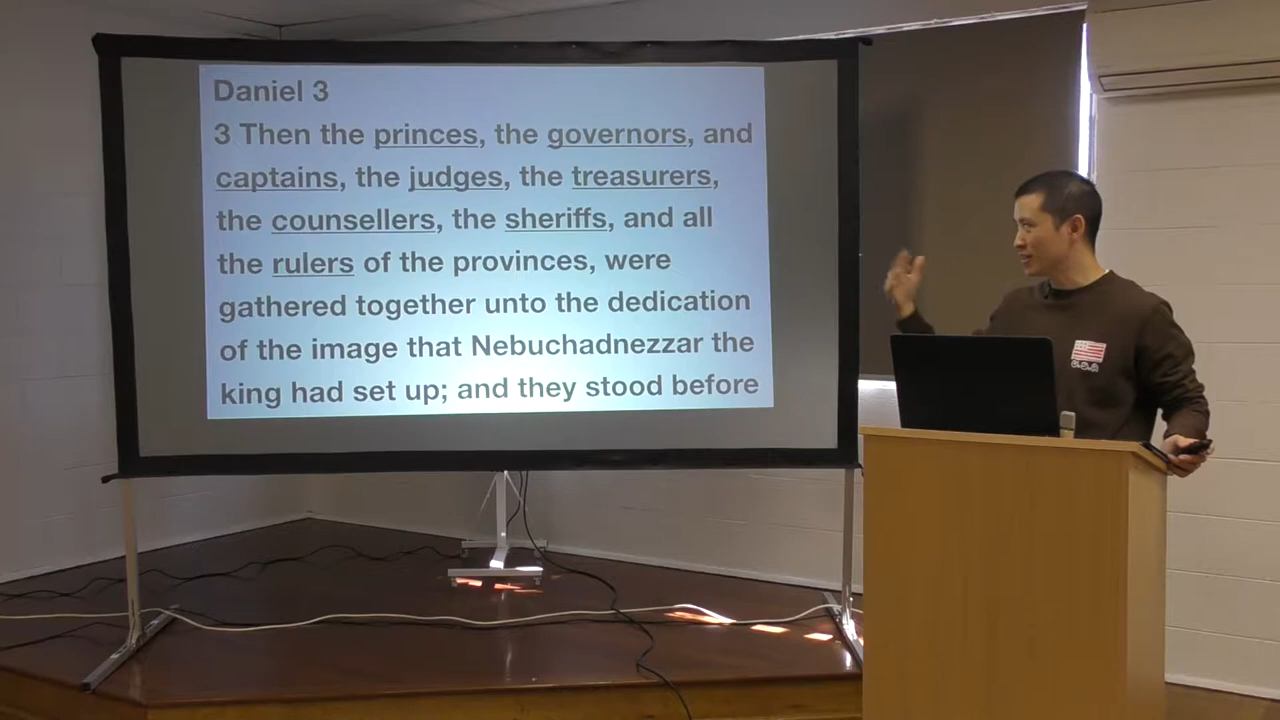 Daniel 3
3 Then the princes, the governors, and
captains, the judges, the treasurers,
the counsellers, the sheriffs, and all
the rulers of the provinces, were
gathered together unto the dedication
of the image that Nebuchadnezzar the
king had set up; and they stood before